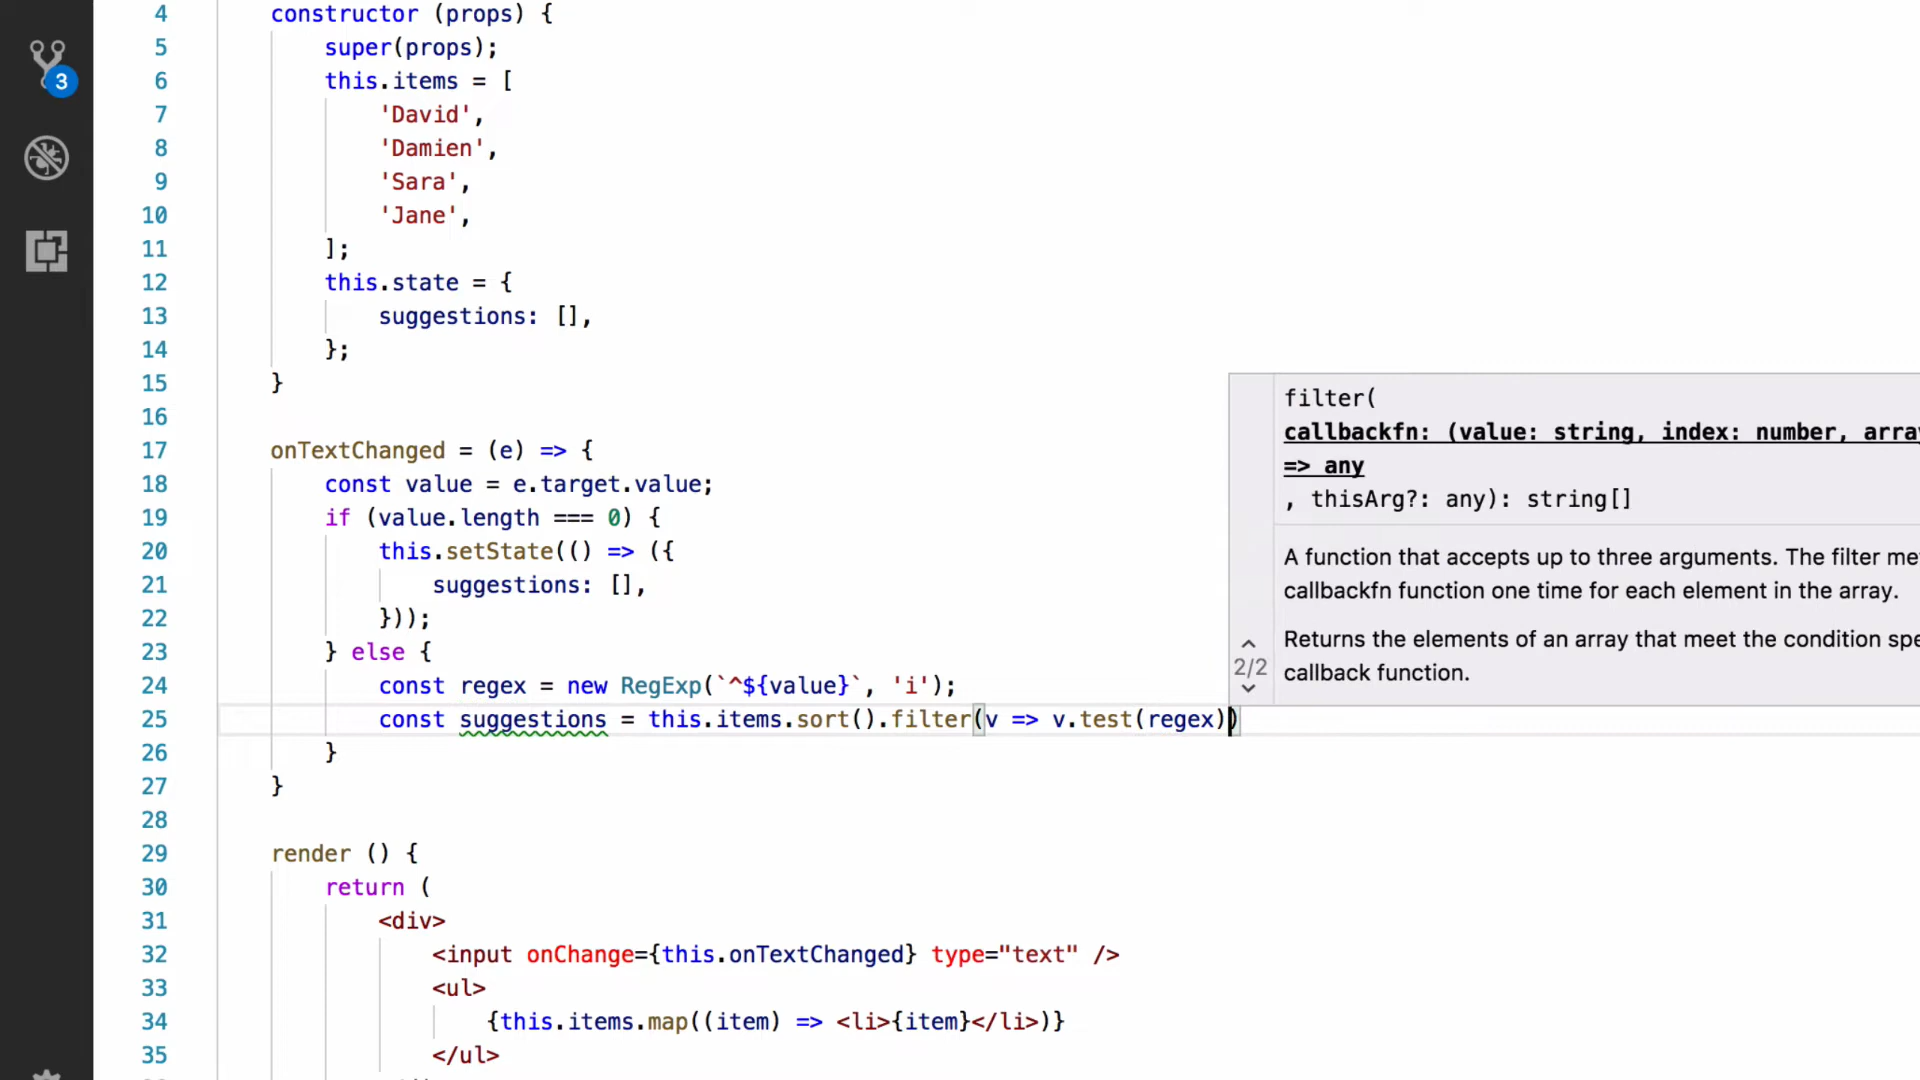 3
4 constructor (props) {
5 super(props);
6 this.items = [
7 'David',
8 'Damien',
9 'Sara',
10 'Jane',
11 ];
12 this.state = {
13 suggestions: [],
14 };
15 }
16
17 onTextChanged = (e) => {
18 const value = e.target.value;
19 if (value.length === 0) {
20 this.setState(() => ({
21 suggestions: [],
22 }));
23 } else {
24 const regex = new RegExp(`^${value}`, 'i');
25 const suggestions = this.items.sort().filter(v => v.test(regex))
26 }
27 }
28
29 render () {
30 return (
31 <div>
32 <input onChange={this.onTextChanged} type="text" />
33 <ul>
34 {this.items.map((item) => <li>{item}</li>)}
35 </ul>
filter(
callbackfn: (value: string, index: number, array
=> any
, thisArg?: any): string[]
A function that accepts up to three arguments. The filter me
callbackfn function one time for each element in the array.
2/2
Returns the elements of an array that meet the condition spe
callback function.